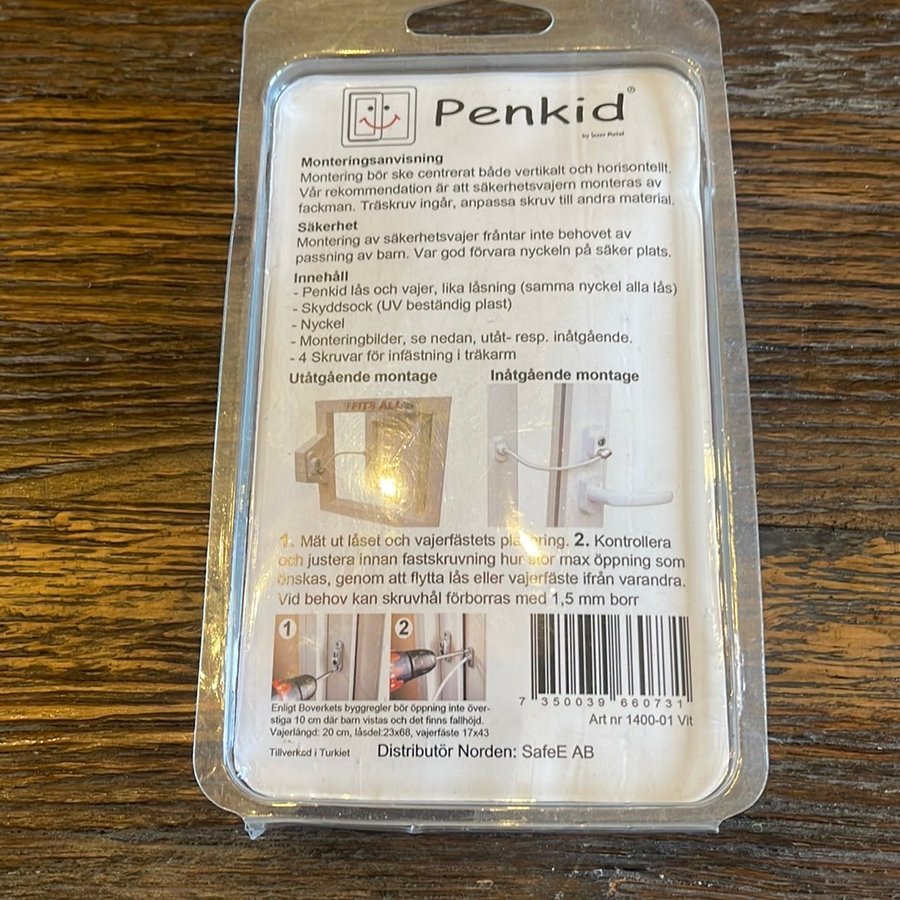 Penkid®
by Sezer Metal
Monteringsanvisning
Montering bör ske centrerat både vertikalt och horisontellt.
Vår rekommendation är att säkerhetsvajern monteras av
fackman. Träskruv ingår, anpassa skruv till andra material.
Säkerhet
Montering av säkerhetsvajer fråntar inte behovet av
passning av barn. Var god förvara nyckeln på säker plats.
Innehåll
- Penkid lås och vajer, lika låsning (samma nyckel alla lås)
- Skyddsock (UV beständig plast)
- Nyckel
- Monteringbilder, se nedan, utåt- resp. inåtgående.
- 4 Skruvar för infästning i träkarm
Utåtgående montage
Inåtgående montage
FITS ALL
1. Mät ut låset och vajerfästets placering. 2. Kontrollera
och justera innan fastskruvning hur stor max öppning som
önskas, genom att flytta lås eller vajerfäste ifrån varandra.
Vid behov kan skruvhål förborras med 1,5 mm borr
1
2
Enligt Boverkets byggregler bör öppning inte över-
stiga 10 cm där barn vistas och det finns fallhöjd.
Vajerlängd: 20 cm, låsdel:23x68, vajerfäste 17x43
7 350039 660731
Art nr 1400-01 Vit
Tillverkad i Turkiet
Distributör Norden: SafeE AB